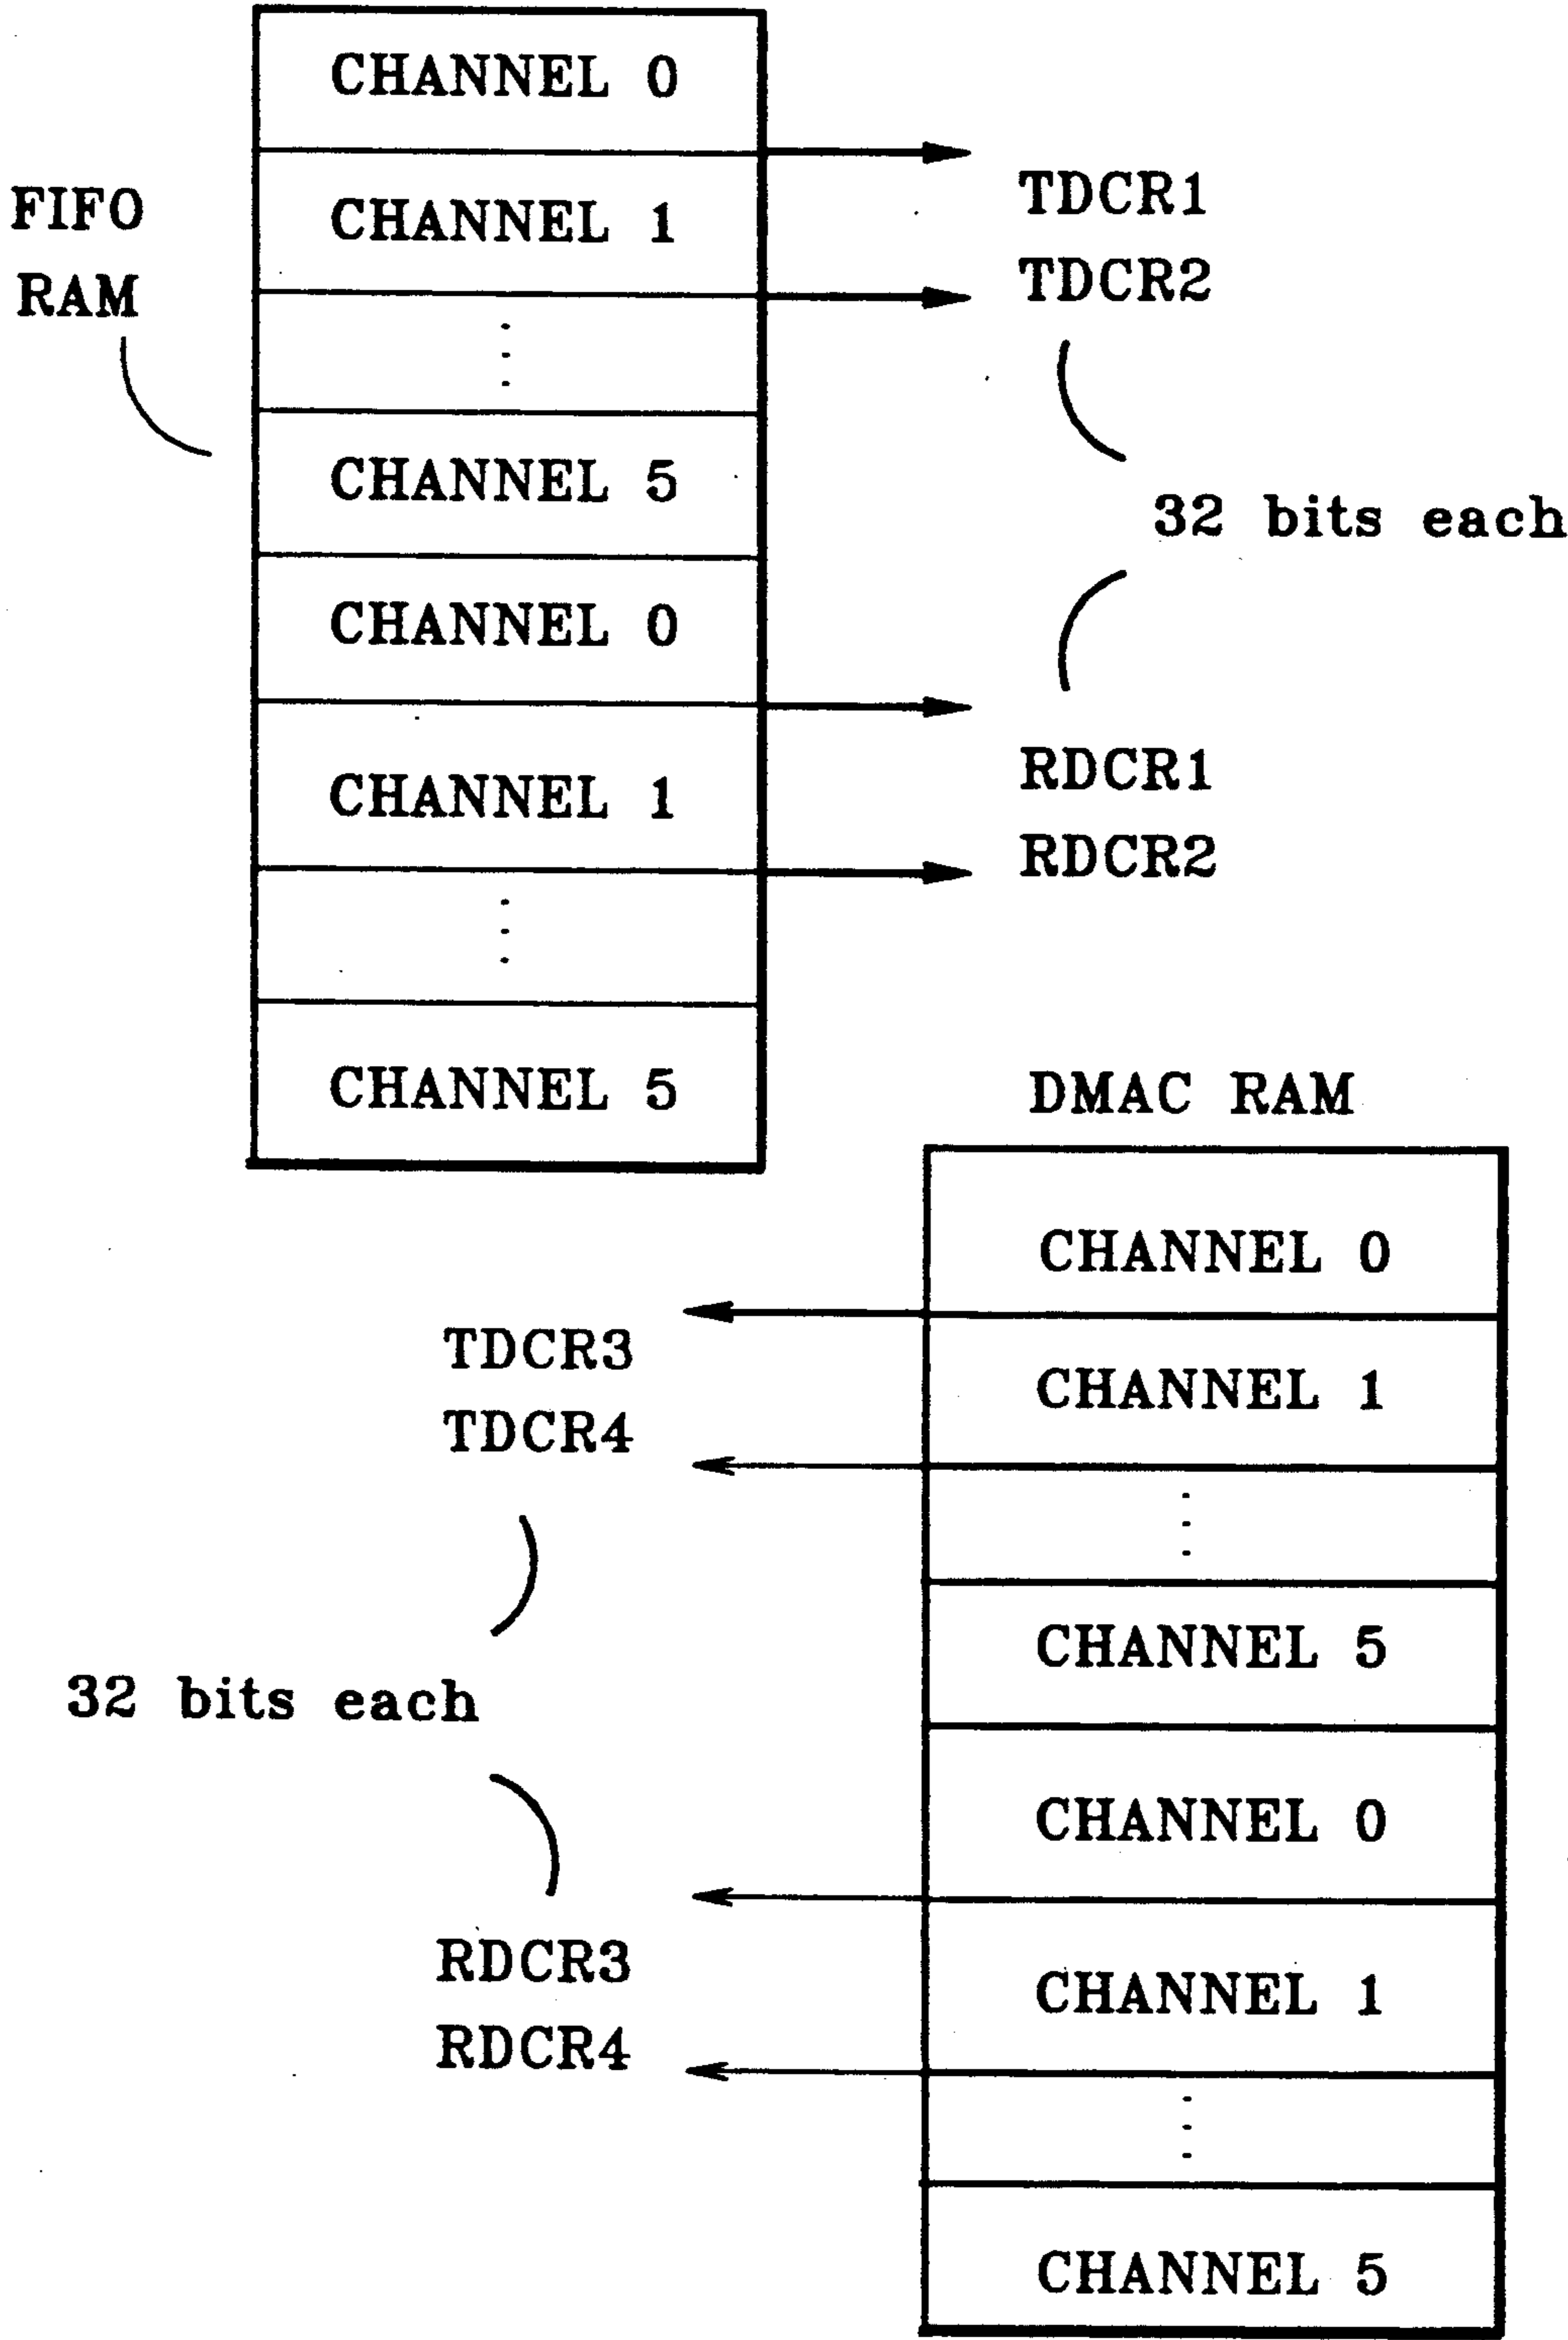 CHANNEL 0
FIFO
RAM
CHANNEL 1
TDCR1
TDCR2
CHANNEL 5
32 bits each
CHANNEL 0
CHANNEL 1
RDCR1
RDCR2
CHANNEL 5
DMAC RAM
CHANNEL 0
TDCR3
TDCR4
CHANNEL 1
CHANNEL 5
32 bits each
CHANNEL 0
RDCR3
RDCR4
CHANNEL 1
CHANNEL 5